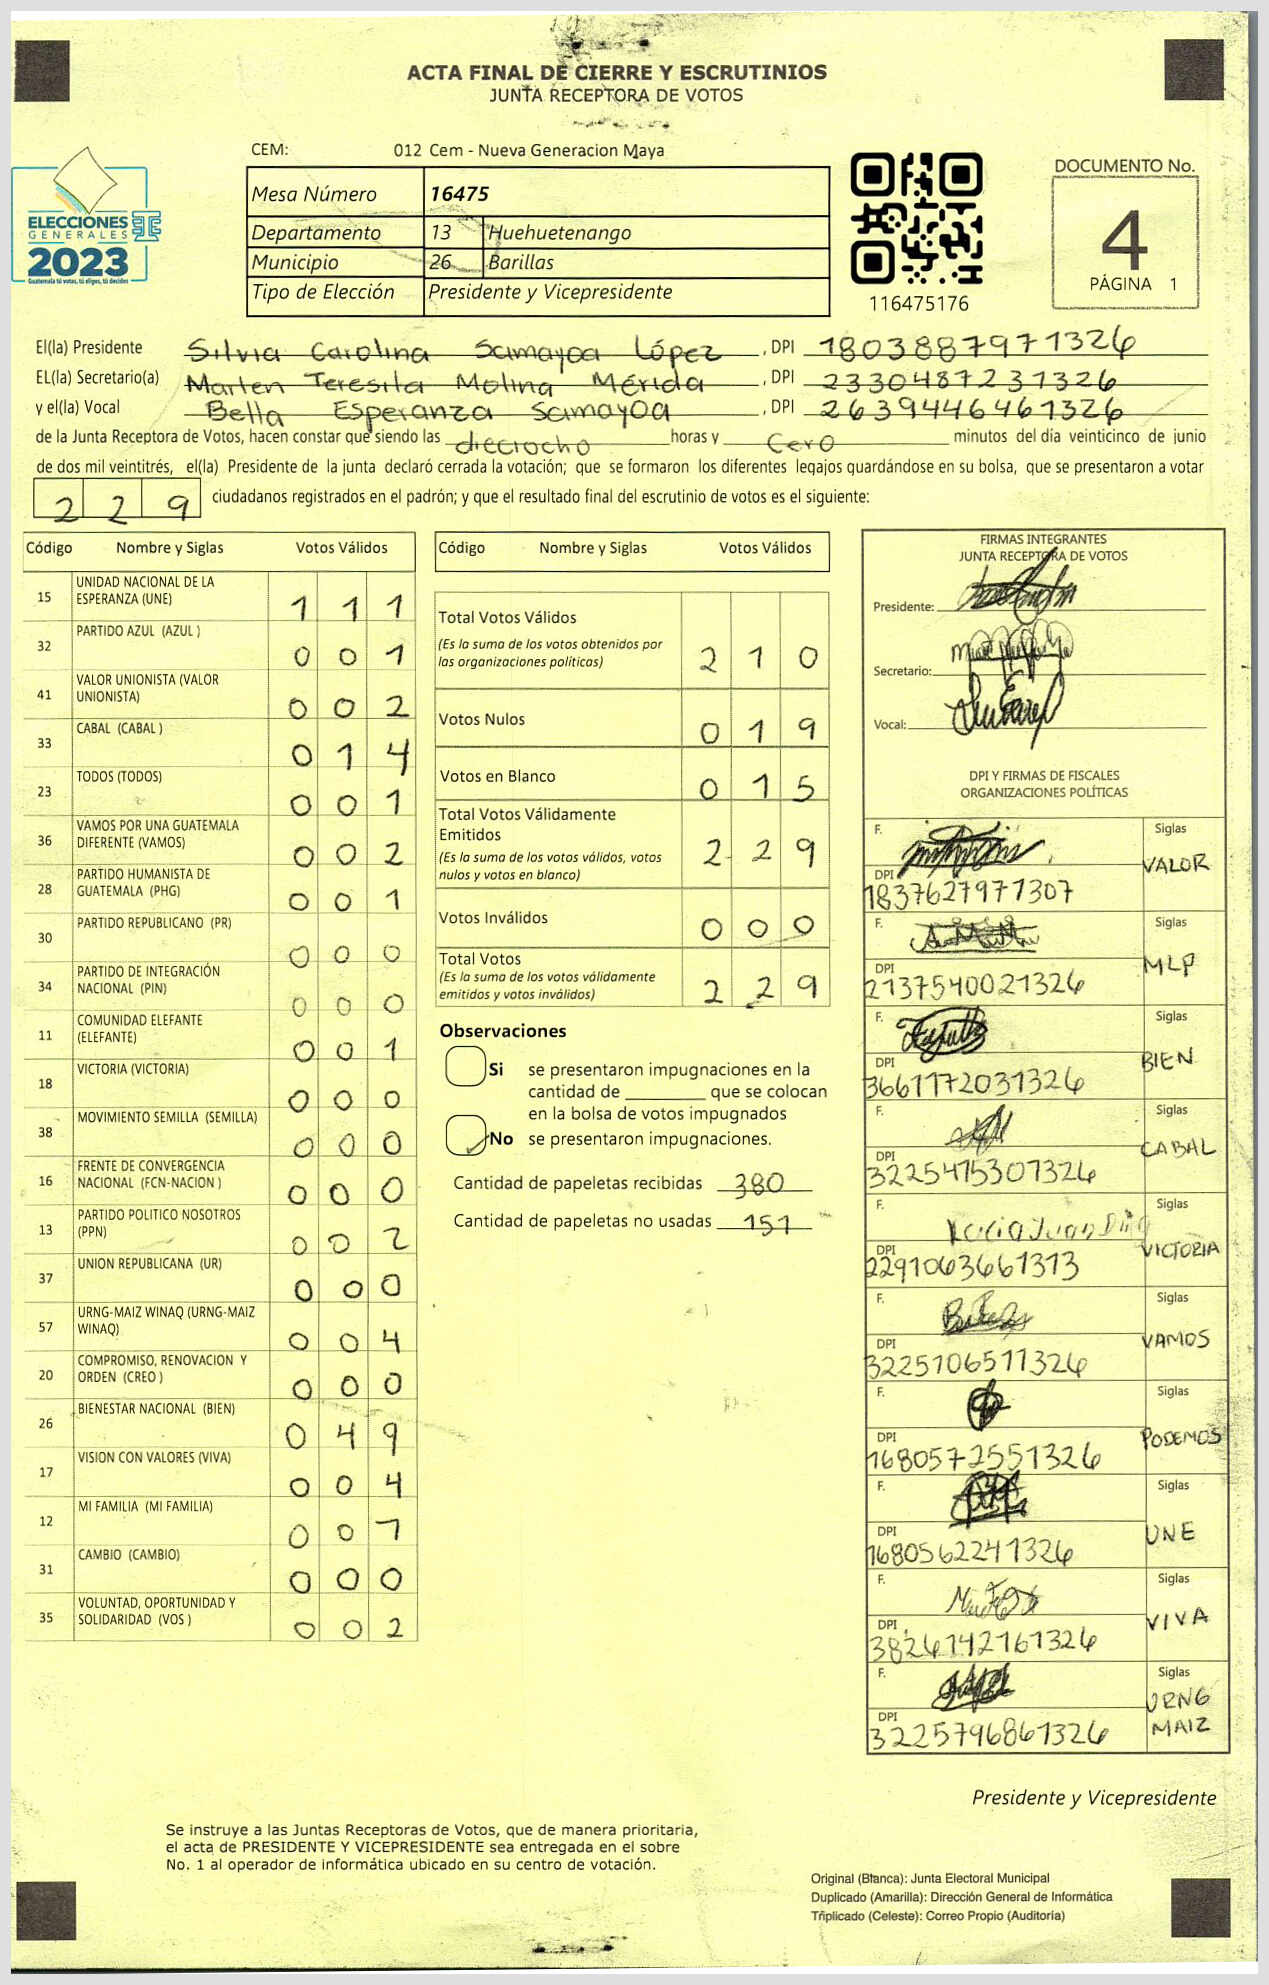 ACTA FINAL DE CIERRE Y ESCRUTINIOS
JUNTA RECEPTORA DE VOTOS
CEM: 012 Cem - Nueva Generacion Maya
Mesa Número 16475
Departamento 13 Huehuetenango
Municipio 26 Barillas
Tipo de Elección Presidente y Vicepresidente
ELECCIONES
GENERALES
2023
Guatemala tú votas, tú eliges, tú decides
116475176
DOCUMENTO No.
4
PÁGINA 1
El(la) Presidente Silvia Carolina Samayoa López, DPI 1803887971326
EL(la) Secretario(a) Marlen Teresita Molina Mérida, DPI 2330487231326
y el(la) Vocal Bella Esperanza Samayoa, DPI 2639446461326
de la Junta Receptora de Votos, hacen constar que siendo las dieciocho horas y cero minutos del día veinticinco de junio
de dos mil veintitrés, el(la) Presidente de la junta declaró cerrada la votación; que se formaron los diferentes legajos quardándose en su bolsa, que se presentaron a votar
229 ciudadanos registrados en el padrón; y que el resultado final del escrutinio de votos es el siguiente:
Código Nombre y Siglas Votos Válidos
15 UNIDAD NACIONAL DE LA ESPERANZA (UNE) 1 1 1
32 PARTIDO AZUL (AZUL ) 0 0 1
41 VALOR UNIONISTA (VALOR UNIONISTA) 0 0 2
33 CABAL (CABAL ) 0 1 4
23 TODOS (TODOS) 0 0 1
36 VAMOS POR UNA GUATEMALA DIFERENTE (VAMOS) 0 0 2
28 PARTIDO HUMANISTA DE GUATEMALA (PHG) 0 0 1
30 PARTIDO REPUBLICANO (PR) 0 0 0
34 PARTIDO DE INTEGRACIÓN NACIONAL (PIN) 0 0 0
11 COMUNIDAD ELEFANTE (ELEFANTE) 0 0 1
18 VICTORIA (VICTORIA) 0 0 0
38 MOVIMIENTO SEMILLA (SEMILLA) 0 0 0
16 FRENTE DE CONVERGENCIA NACIONAL (FCN-NACION ) 0 0 0
13 PARTIDO POLITICO NOSOTROS (PPN) 0 0 2
37 UNION REPUBLICANA (UR) 0 0 0
57 URNG-MAIZ WINAQ (URNG-MAIZ WINAQ) 0 0 4
20 COMPROMISO, RENOVACION Y ORDEN (CREO ) 0 0 0
26 BIENESTAR NACIONAL (BIEN) 0 4 9
17 VISION CON VALORES (VIVA) 0 0 4
12 MI FAMILIA (MI FAMILIA) 0 0 7
31 CAMBIO (CAMBIO) 0 0 0
35 VOLUNTAD, OPORTUNIDAD Y SOLIDARIDAD (VOS ) 0 0 2
Código Nombre y Siglas Votos Válidos
Total Votos Válidos
(Es la suma de los votos obtenidos por
las organizaciones políticas) 2 1 0
Votos Nulos 0 1 9
Votos en Blanco 0 1 5
Total Votos Válidamente
Emitidos
(Es la suma de los votos válidos, votos
nulos y votos en blanco) 2 2 9
Votos Inválidos 0 0 0
Total Votos
(Es la suma de los votos válidamente
emitidos y votos inválidos) 2 2 9
Observaciones
Si se presentaron impugnaciones en la
cantidad de ________ que se colocan
en la bolsa de votos impugnados
No se presentaron impugnaciones.
Cantidad de papeletas recibidas 380
Cantidad de papeletas no usadas 151
FIRMAS INTEGRANTES
JUNTA RECEPTORA DE VOTOS
Presidente:
Secretario:
Vocal:
DPI Y FIRMAS DE FISCALES
ORGANIZACIONES POLÍTICAS
F. Siglas
VALOR
DPI
1837627971307
F. Siglas
MLP
DPI
2137540021326
F. Siglas
BIEN
DPI
3661172031326
F. Siglas
CABAL
DPI
3225475307326
F. Siglas
VICTORIA
DPI
2291063661313
F. Siglas
VAMOS
DPI
3225106511326
F. Siglas
PODEMOS
DPI
1680572551326
F. Siglas
UNE
DPI
1680562241326
F. Siglas
VIVA
DPI
3826142161326
F. Siglas
URNG
MAIZ
DPI
3225796861326
Presidente y Vicepresidente
Se instruye a las Juntas Receptoras de Votos, que de manera prioritaria,
el acta de PRESIDENTE Y VICEPRESIDENTE sea entregada en el sobre
No. 1 al operador de informática ubicado en su centro de votación.
Original (Blanca): Junta Electoral Municipal
Duplicado (Amarilla): Dirección General de Informática
Triplicado (Celeste): Correo Propio (Auditoría)